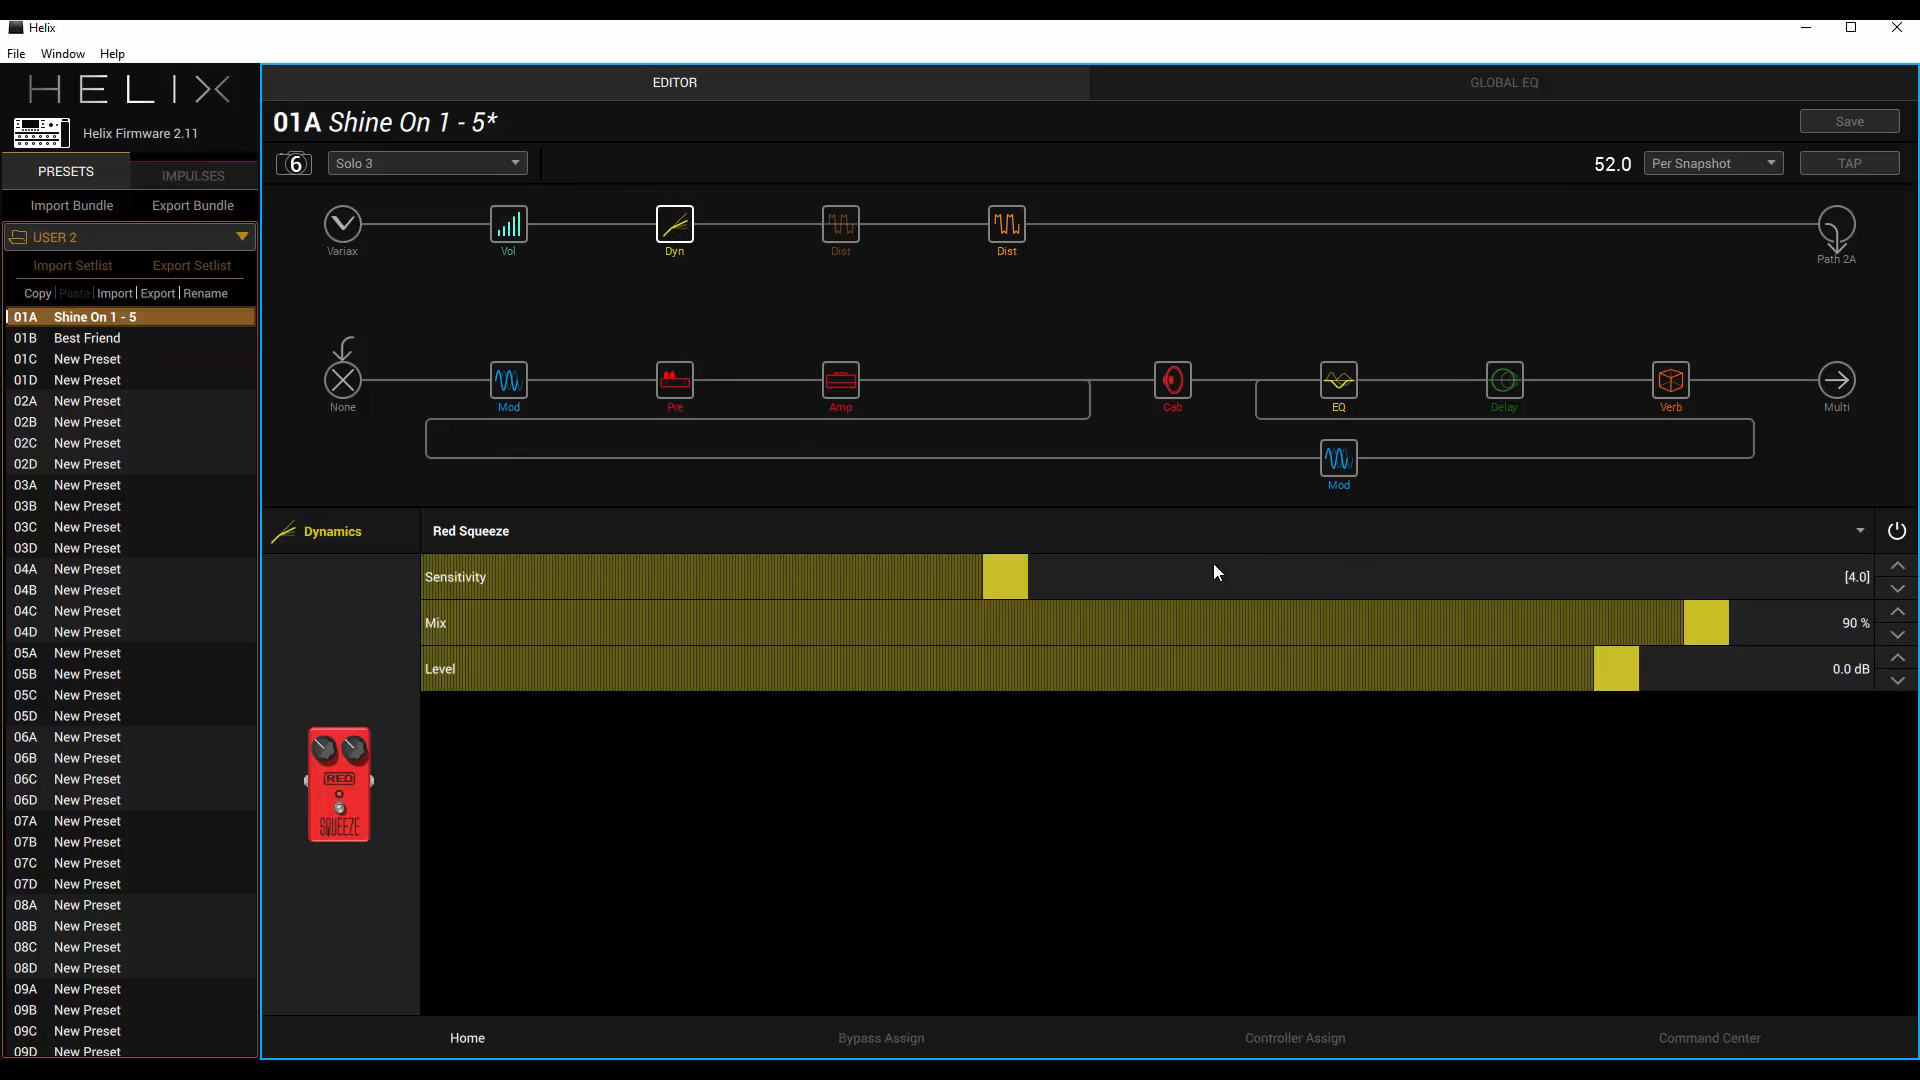 Helix
File Window Help
HELIX
Helix Firmware 2.11
PRESETS IMPULSES
Import Bundle Export Bundle
USER 2
Import Setlist Export Setlist
Copy Paste Import Export Rename
01A Shine On 1 - 5
01B Best Friend
01C New Preset
01D New Preset
02A New Preset
02B New Preset
02C New Preset
02D New Preset
03A New Preset
03B New Preset
03C New Preset
03D New Preset
04A New Preset
04B New Preset
04C New Preset
04D New Preset
05A New Preset
05B New Preset
05C New Preset
05D New Preset
06A New Preset
06B New Preset
06C New Preset
06D New Preset
07A New Preset
07B New Preset
07C New Preset
07D New Preset
08A New Preset
08B New Preset
08C New Preset
08D New Preset
09A New Preset
09B New Preset
09C New Preset
09D New Preset
EDITOR GLOBAL EQ
01A Shine On 1 - 5* Save
6 Solo 3 52.0 Per Snapshot TAP
Variax Vol Dyn Dist Dist Path 2A
None Mod Pre Amp Cab EQ Delay Verb Multi
Mod
Dynamics Red Squeeze
Sensitivity [4.0]
Mix 90 %
Level 0.0 dB
RED
SQUEEZE
Home Bypass Assign Controller Assign Command Center